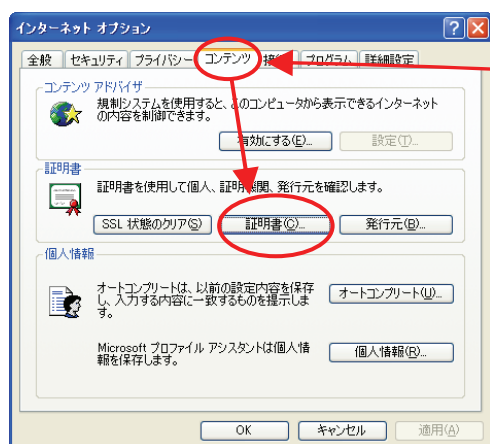 インターネット オプション
全般 セキュリティ プライバシー コンテンツ 接続 プログラム 詳細設定
コンテンツ アドバイザ
規制システムを使用すると、このコンピュータから表示できるインターネット
の内容を制御できます。
有効にする(E)... 設定(T)...
証明書
証明書を使用して個人、証明機関、発行元を確認します。
SSL 状態のクリア(S) 証明書(C)... 発行元(B)...
個人情報
オートコンプリートは、以前の設定内容を保存
し、入力する内容に一致するものを提示しま
す。
オートコンプリート(U)...
Microsoft プロファイル アシスタントは個人情
報を保存します。
個人情報(R)...
OK キャンセル 適用(A)